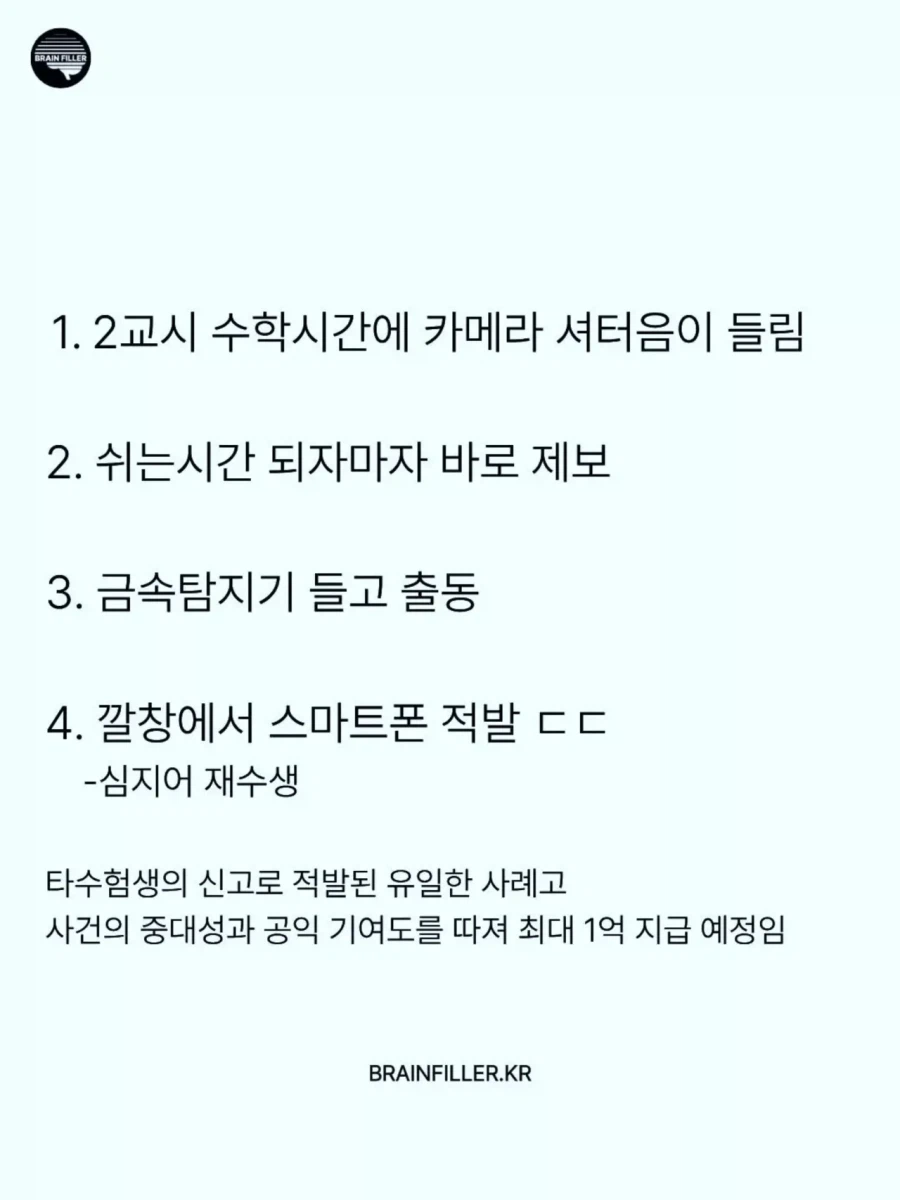 BRAIN FILLER
1. 2교시 수학시간에 카메라 셔터음이 들림
2. 쉬는시간 되자마자 바로 제보
3. 금속탐지기 들고 출동
4. 깔창에서 스마트폰 적발 ㄷㄷ
-심지어 재수생
타수험생의 신고로 적발된 유일한 사례고
사건의 중대성과 공익 기여도를 따져 최대 1억 지급 예정임
BRAINFILLER.KR